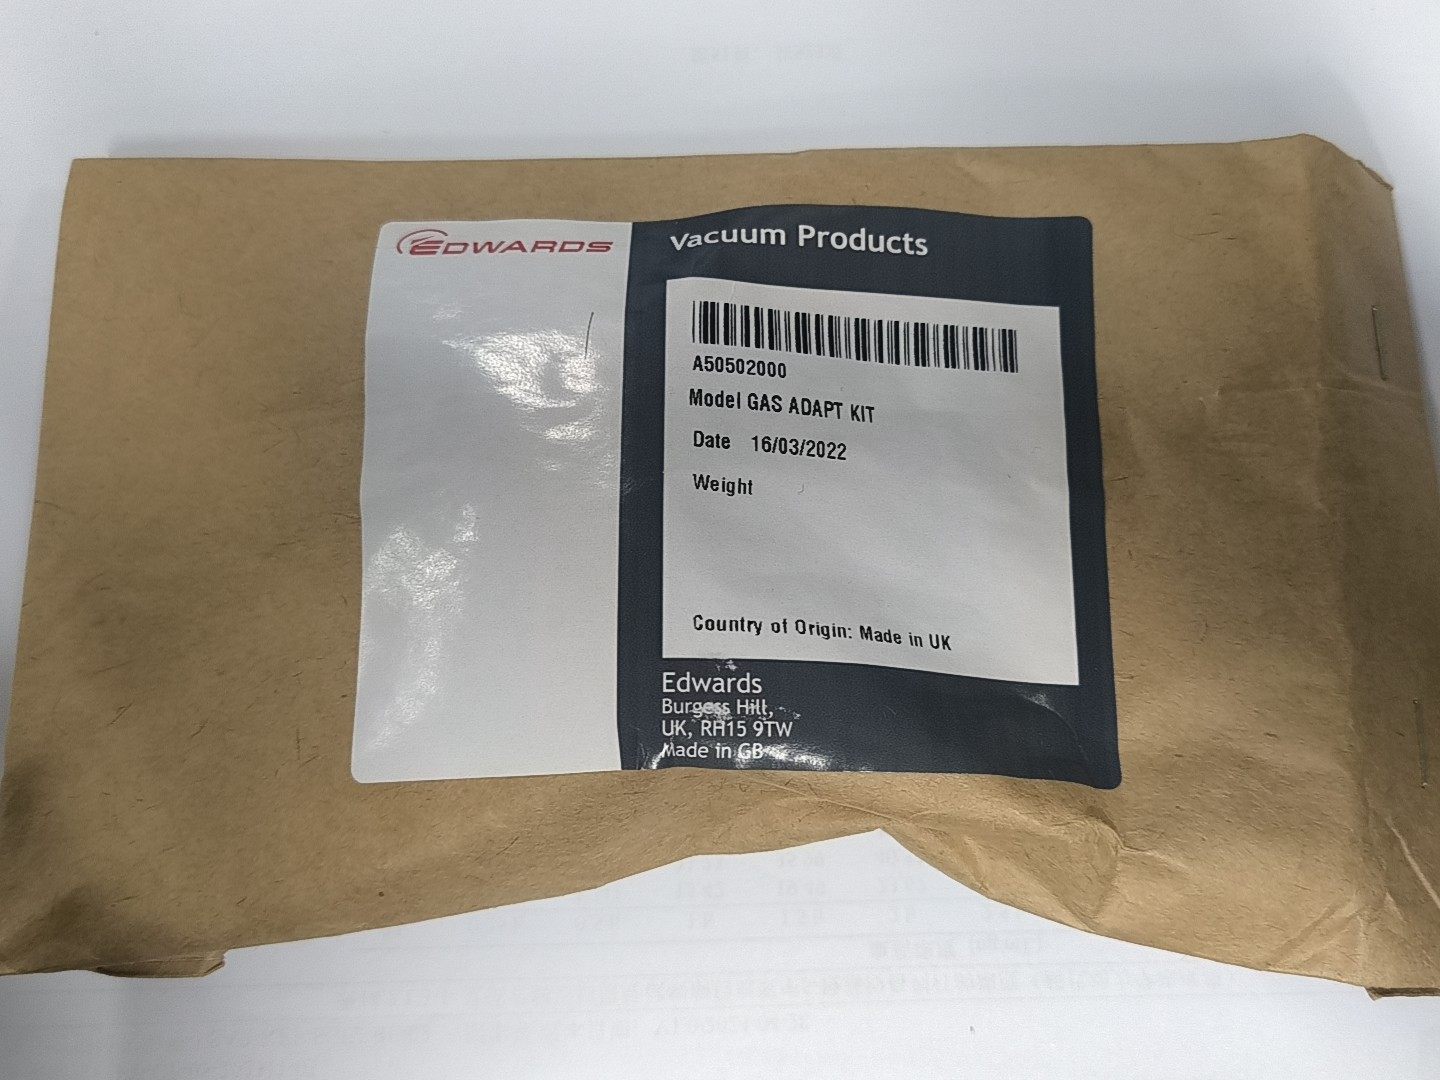 EDWARDS
Vacuum Products
A50502000
Model GAS ADAPT KIT
Date 16/03/2022
Weight
Country of Origin: Made in UK
Edwards
Burgess Hill,
UK, RH15 9TW
Made in GB